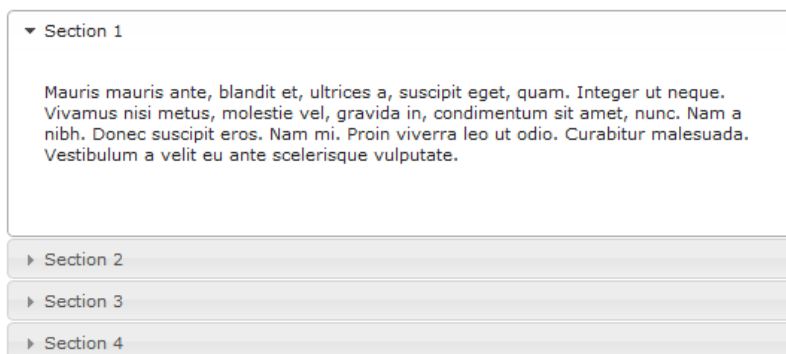 Section 1
Mauris mauris ante, blandit et, ultrices a, suscipit eget, quam. Integer ut neque.
Vivamus nisi metus, molestie vel, gravida in, condimentum sit amet, nunc. Nam a
nibh. Donec suscipit eros. Nam mi. Proin viverra leo ut odio. Curabitur malesuada.
Vestibulum a velit eu ante scelerisque vulputate.
Section 2
Section 3
Section 4